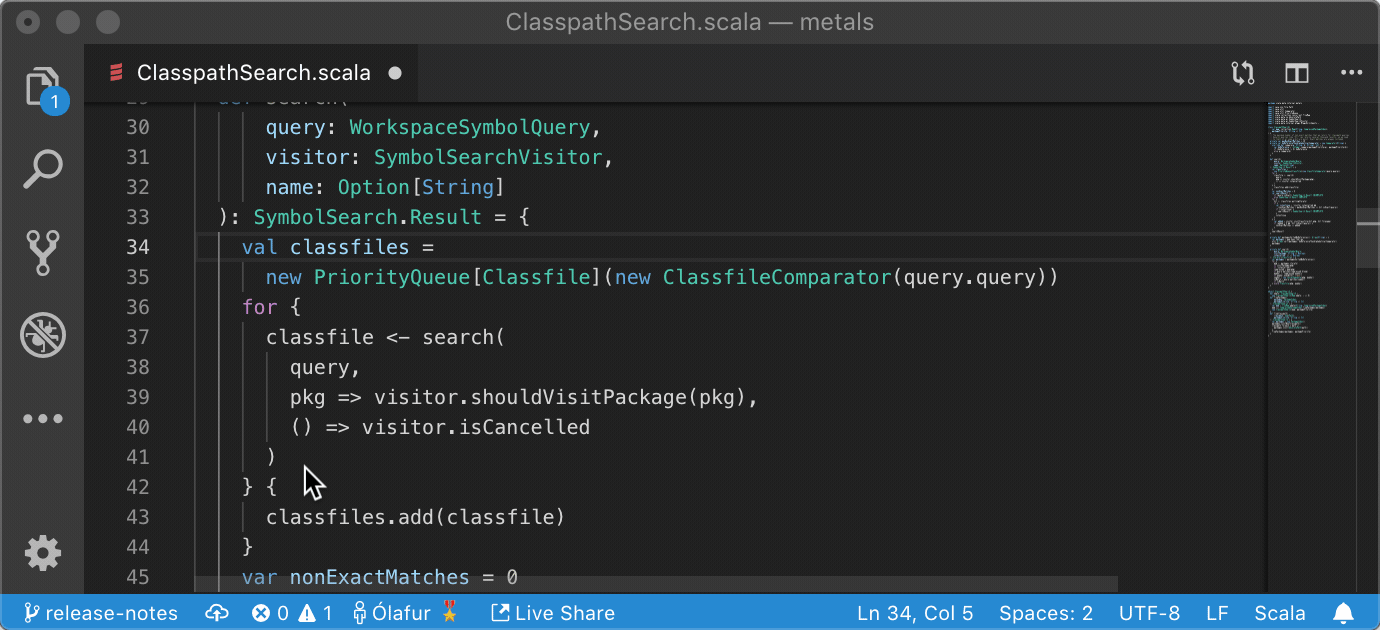 ClasspathSearch.scala — metals
ClasspathSearch.scala
1
30 query: WorkspaceSymbolQuery,
31 visitor: SymbolSearchVisitor,
32 name: Option[String]
33 ): SymbolSearch.Result = {
34 val classfiles =
35 new PriorityQueue[Classfile](new ClassfileComparator(query.query))
36 for {
37 classfile <- search(
38 query,
39 pkg => visitor.shouldVisitPackage(pkg),
40 () => visitor.isCancelled
41 )
42 } {
43 classfiles.add(classfile)
44 }
45 var nonExactMatches = 0
release-notes 0 1 Ólafur Live Share Ln 34, Col 5 Spaces: 2 UTF-8 LF Scala